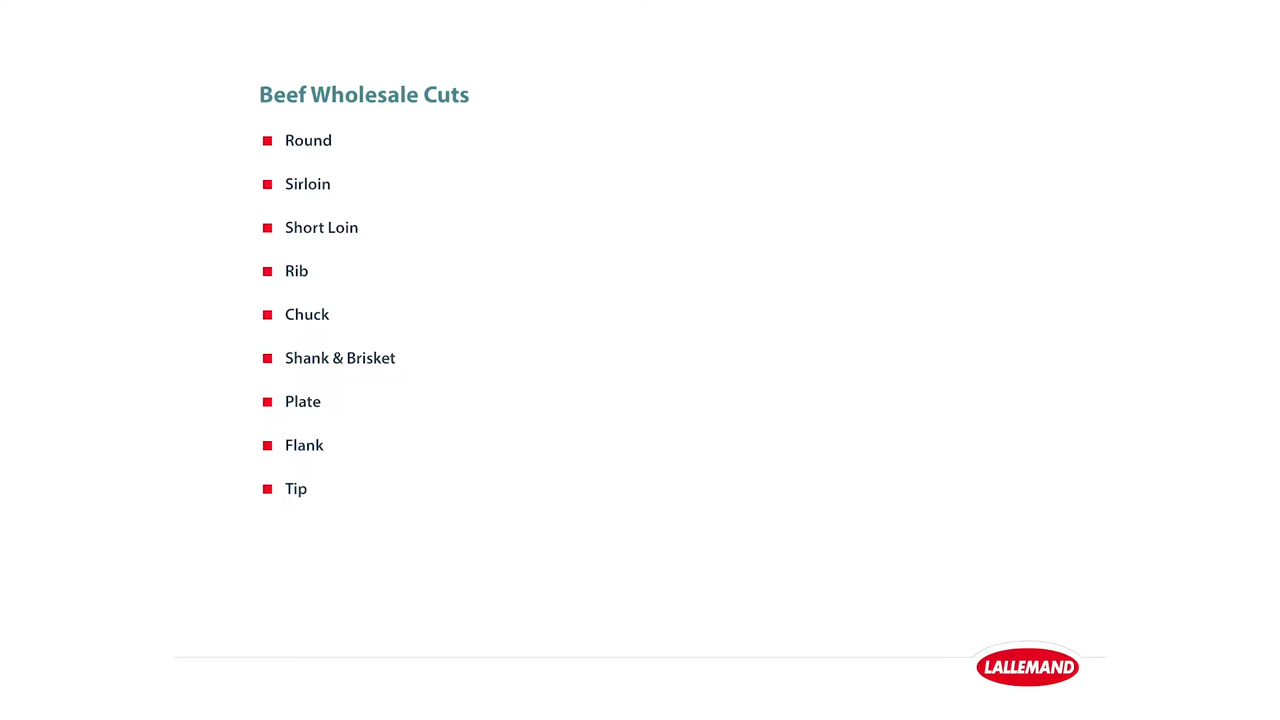 Beef Wholesale Cuts
Round
Sirloin
Short Loin
Rib
Chuck
Shank & Brisket
Plate
Flank
Tip
LALLEMAND